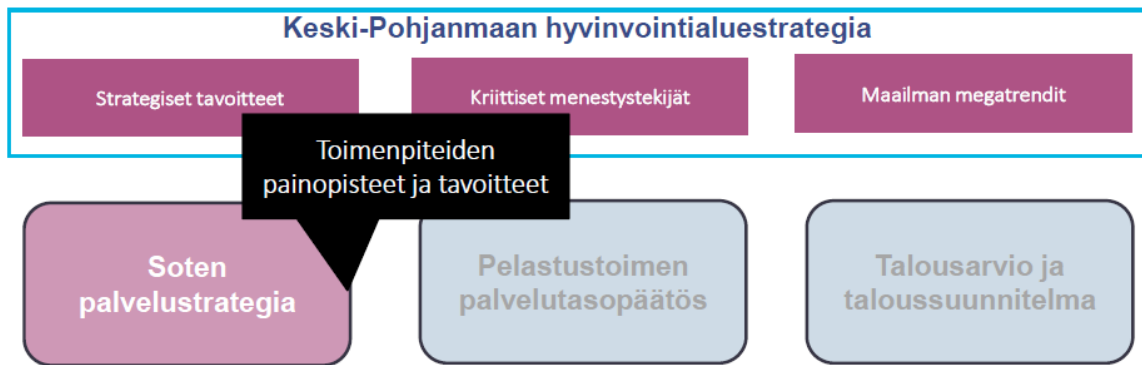 Keski-Pohjanmaan hyvinvointialuestrategia
Strategiset tavoitteet
Kriittiset menestystekijät
Maailman megatrendit
Toimenpiteiden
painopisteet ja tavoitteet
Soten
palvelustrategia
Pelastustoimen
palvelutasopäätös
Talousarvio ja
taloussuunnitelma